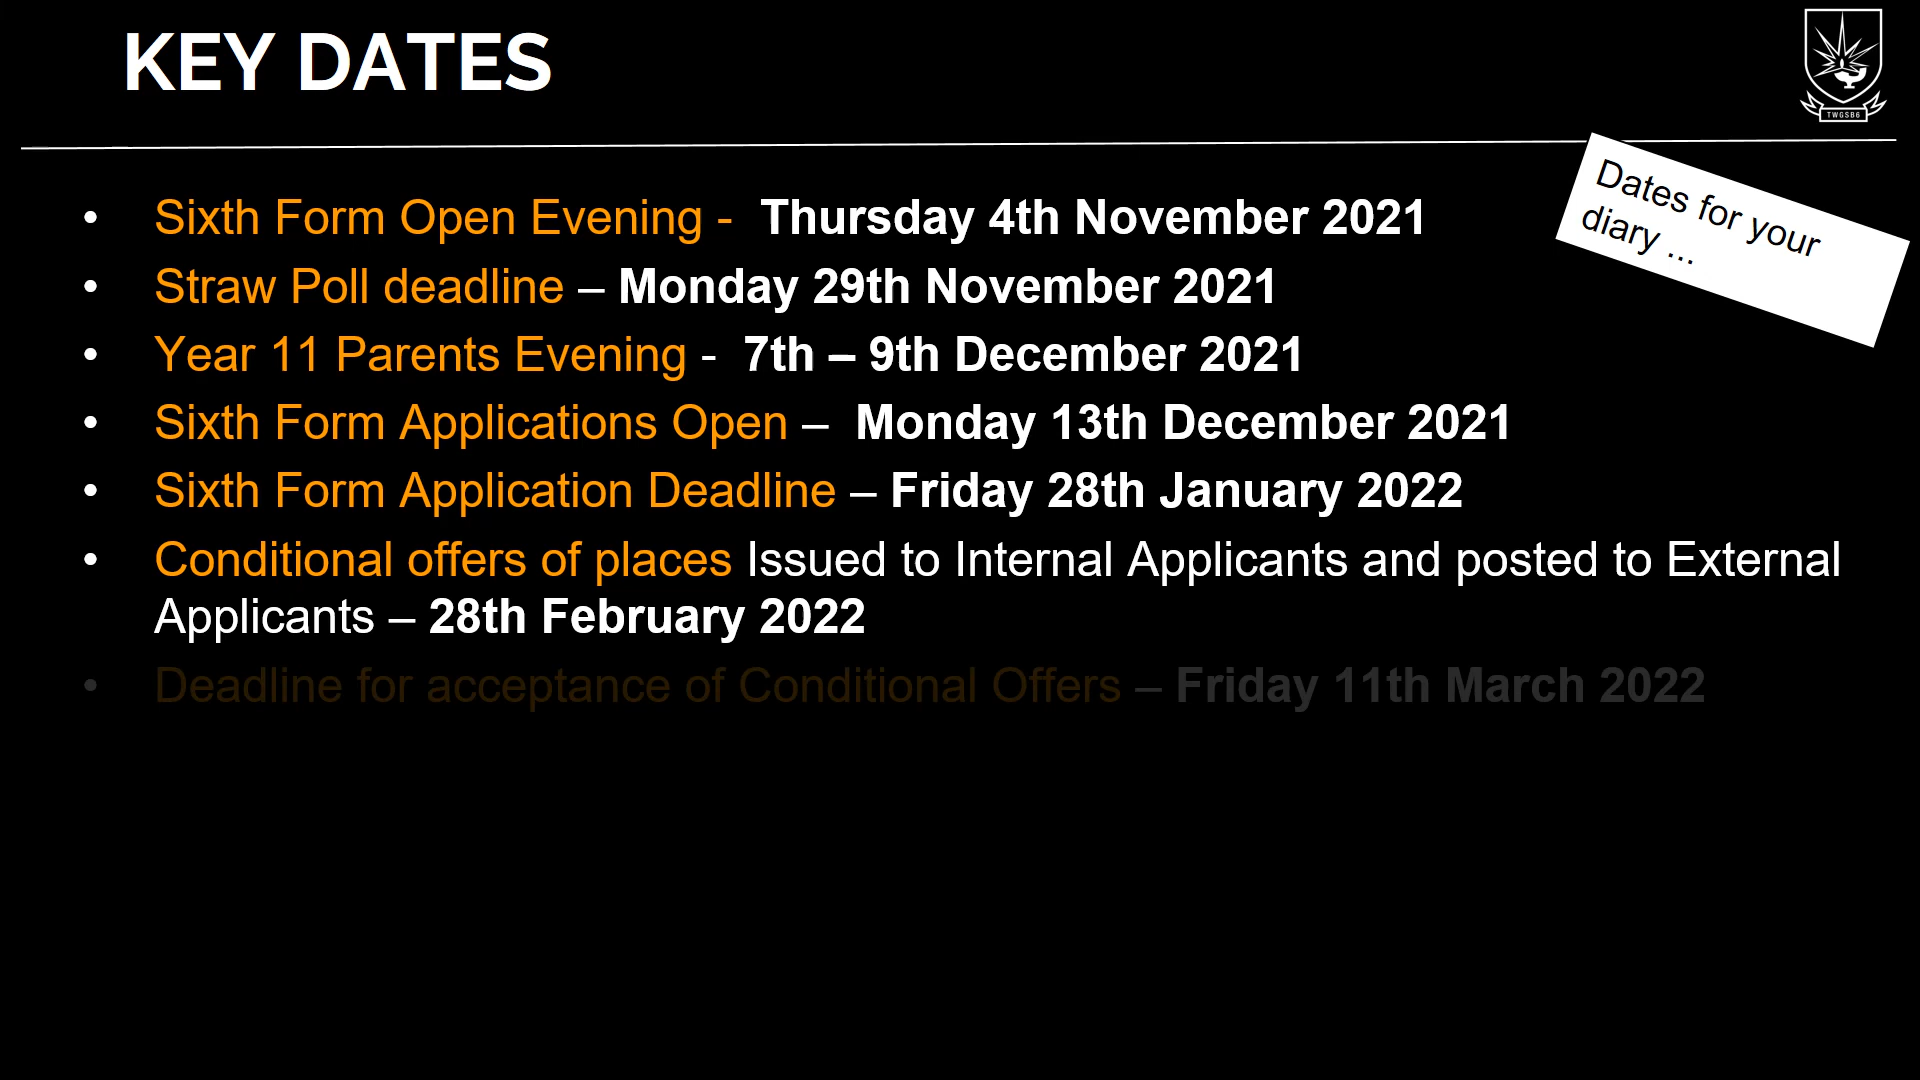 KEY DATES
TWGSB6
Dates for your
diary ...
• Sixth Form Open Evening - Thursday 4th November 2021
• Straw Poll deadline – Monday 29th November 2021
• Year 11 Parents Evening - 7th – 9th December 2021
• Sixth Form Applications Open – Monday 13th December 2021
• Sixth Form Application Deadline – Friday 28th January 2022
• Conditional offers of places Issued to Internal Applicants and posted to External
Applicants – 28th February 2022
• Deadline for acceptance of Conditional Offers – Friday 11th March 2022